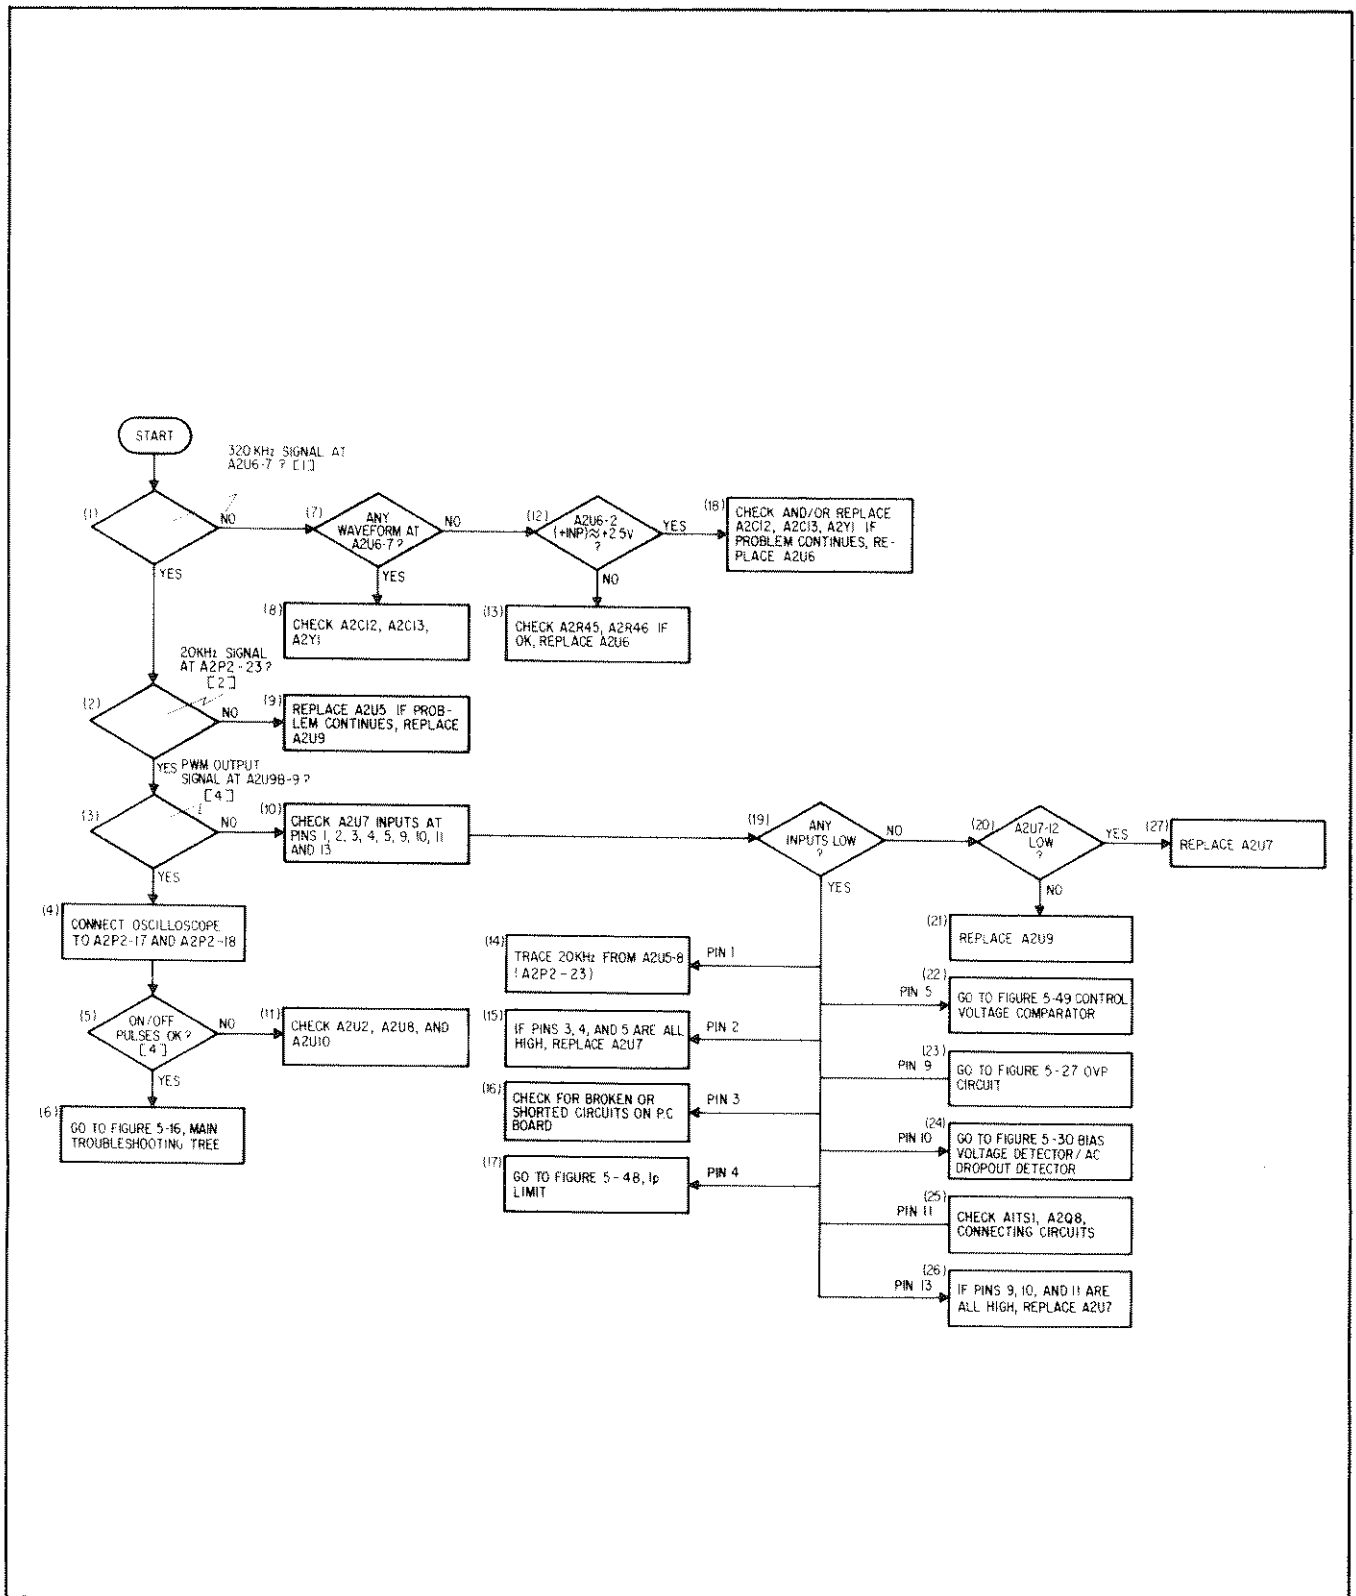 START
320 KHz SIGNAL AT
A2U6-7 ? [1]
(1)
NO
YES
(7)
ANY
WAVEFORM AT
A2U6-7 ?
NO
YES
(12)
A2U6-2
(+INP)≈+2.5V
?
YES
NO
(18)
CHECK AND/OR REPLACE
A2C12, A2C13, A2Y1 IF
PROBLEM CONTINUES, RE-
PLACE A2U6
(8)
CHECK A2C12, A2C13,
A2Y1
(13)
CHECK A2R45, A2R46 IF
OK, REPLACE A2U6
20KHz SIGNAL
AT A2P2-23?
[2]
(2)
NO
YES
(9)
REPLACE A2U5 IF PROB-
LEM CONTINUES, REPLACE
A2U9
PWM OUTPUT
SIGNAL AT A2U9B-9 ?
[4]
(3)
NO
YES
(10)
CHECK A2U7 INPUTS AT
PINS 1, 2, 3, 4, 5, 9, 10, 11
AND 13
(19)
ANY
INPUTS LOW
?
NO
YES
(20)
A2U7-12
LOW
?
YES
NO
(27)
REPLACE A2U7
(4)
CONNECT OSCILLOSCOPE
TO A2P2-17 AND A2P2-18
(5)
ON/OFF
PULSES OK?
[4]
NO
YES
(11)
CHECK A2U2, A2U8, AND
A2U10
(6)
GO TO FIGURE 5-16, MAIN
TROUBLESHOOTING TREE
(21)
REPLACE A2U9
(14)
TRACE 20KHz FROM A2U5-8
(A2P2-23)
PIN 1
(22)
PIN 5
GO TO FIGURE 5-49 CONTROL
VOLTAGE COMPARATOR
(15)
IF PINS 3, 4, AND 5 ARE ALL
HIGH, REPLACE A2U7
PIN 2
(23)
PIN 9
GO TO FIGURE 5-27 OVP
CIRCUIT
(16)
CHECK FOR BROKEN OR
SHORTED CIRCUITS ON P.C
BOARD
PIN 3
(24)
PIN 10
GO TO FIGURE 5-30 BIAS
VOLTAGE DETECTOR/ AC
DROPOUT DETECTOR
(17)
GO TO FIGURE 5-48, Ip
LIMIT
PIN 4
(25)
PIN 11
CHECK A1TS1, A2Q8,
CONNECTING CIRCUITS
(26)
PIN 13
IF PINS 9, 10, AND 11 ARE
ALL HIGH, REPLACE A2U7